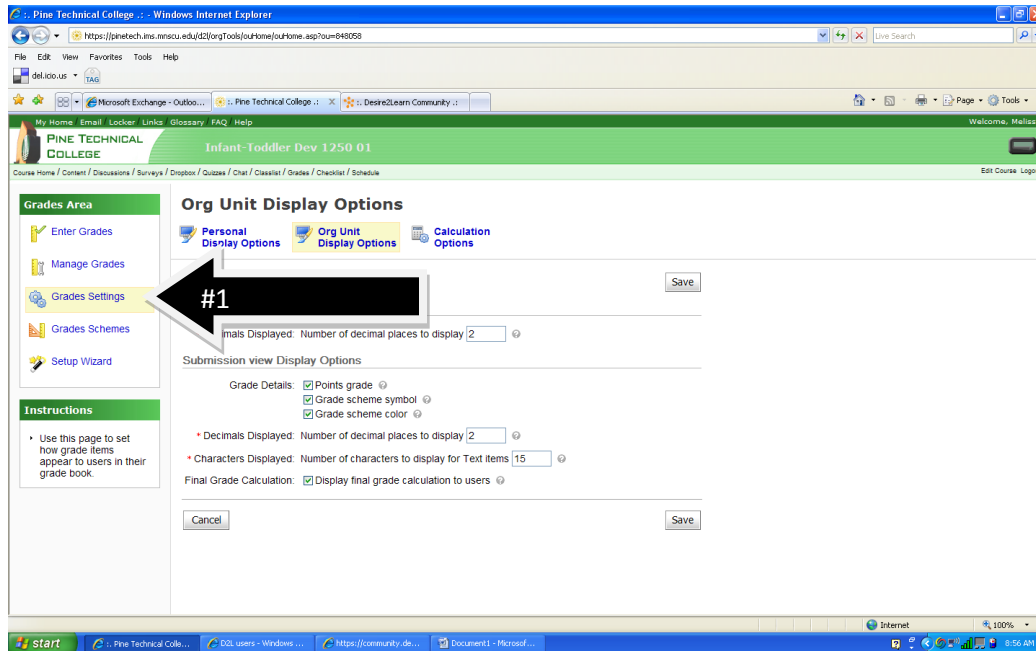 :. Pine Technical College .: - Windows Internet Explorer
https://pinetech.ims.mnscu.edu/d2l/orgTools/ouHome/ouHome.asp?ou=848058
Live Search
File Edit View Favorites Tools Help
del.icio.us TAG
Microsoft Exchange - Outloo... :. Pine Technical College .: X :. Desire2Learn Community .: Page Tools
My Home Email Locker Links Glossary FAQ Help Welcome, Meliss
PINE TECHNICAL COLLEGE
Infant-Toddler Dev 1250 01
Course Home / Content / Discussions / Surveys / Dropbox / Quizzes / Chat / Classlist / Grades / Checklist / Schedule Edit Course Logo
Grades Area
Enter Grades
Manage Grades
Grades Settings
Grades Schemes
Setup Wizard
Instructions
Use this page to set
how grade items
appear to users in their
grade book.
Org Unit Display Options
Personal Display Options
Org Unit Display Options
Calculation Options
#1
Save
imals Displayed: Number of decimal places to display 2
Submission view Display Options
Grade Details: Points grade
Grade scheme symbol
Grade scheme color
* Decimals Displayed: Number of decimal places to display 2
* Characters Displayed: Number of characters to display for Text items 15
Final Grade Calculation: Display final grade calculation to users
Cancel Save
Internet 100%
start :. Pine Technical Colle... D2L users - Windows ... https://community.de... Document1 - Microsof... 8:56 AM